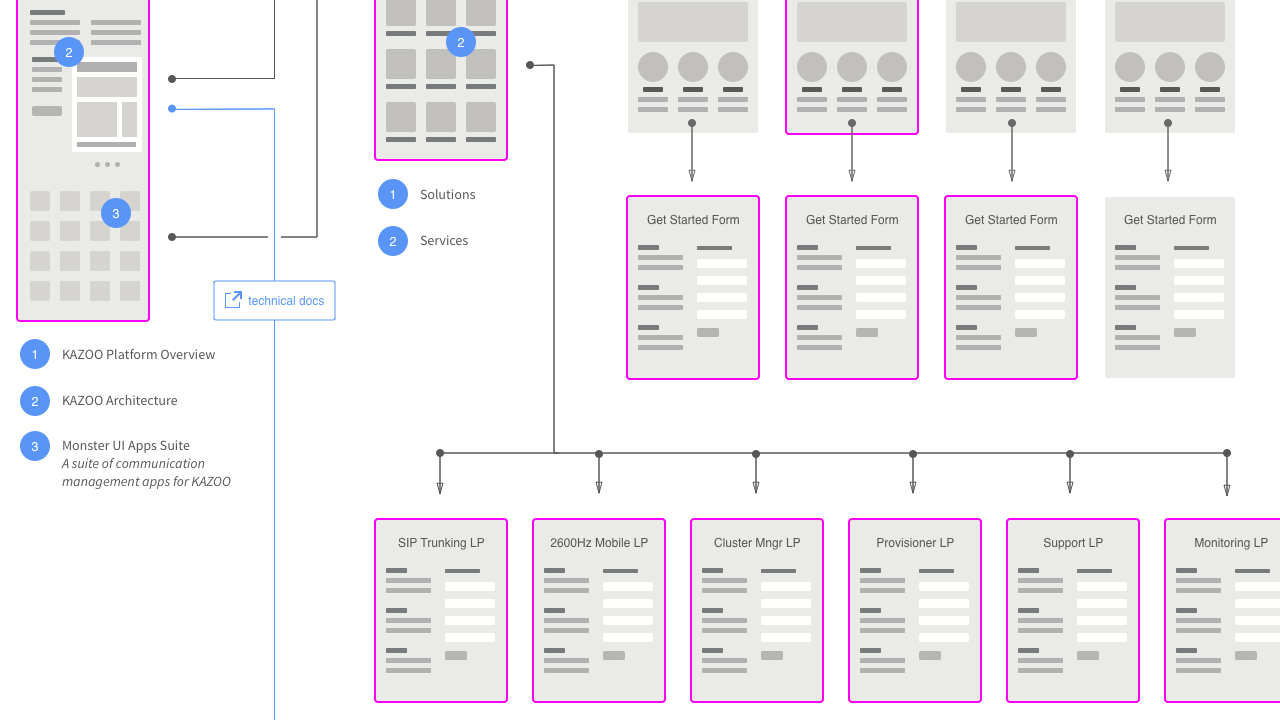 2
3
1 KAZOO Platform Overview
2 KAZOO Architecture
3 Monster UI Apps Suite
A suite of communication
management apps for KAZOO
technical docs
2
1 Solutions
2 Services
Get Started Form
Get Started Form
Get Started Form
Get Started Form
SIP Trunking LP
2600Hz Mobile LP
Cluster Mngr LP
Provisioner LP
Support LP
Monitoring LP